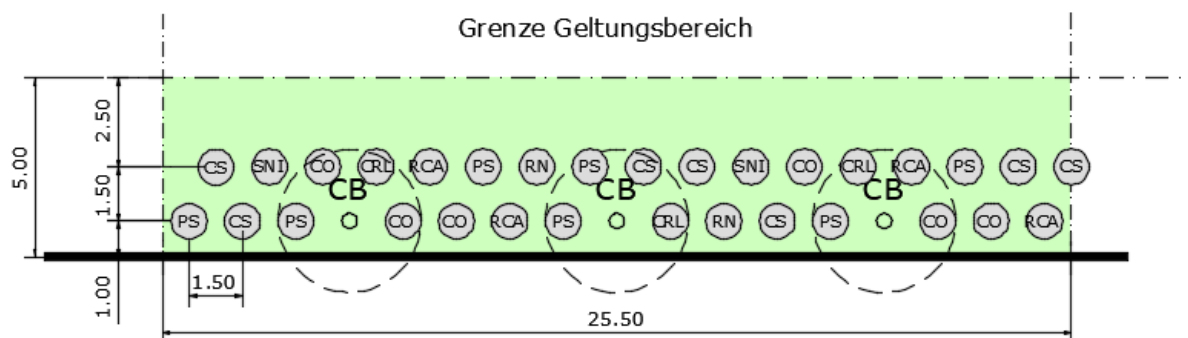 Grenze Geltungsbereich
2.50
5.00
1.50
1.00
CS SNI CO CRL RCA PS RN PS CS CS SNI CO CRL RCA PS CS CS
CB CB CB
PS CS PS CO CO RCA PS CRL RN CS PS CO CO RCA
1.50
25.50